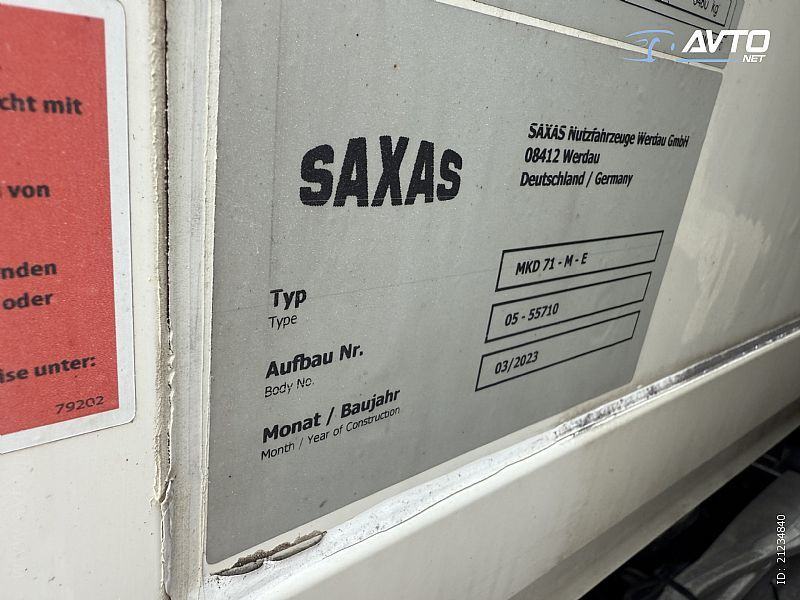 cht mit
von
nden
oder
ise unter:
79202
kg
AVTO
NET
SAXAS
SAXAS Nutzfahrzeuge Werdau GmbH
08412 Werdau
Deutschland / Germany
Typ
Type
MKD 71 - M - E
Aufbau Nr.
Body No.
05 - 55710
Monat / Baujahr
Month / Year of Construction
03/2023
ID: 21234840